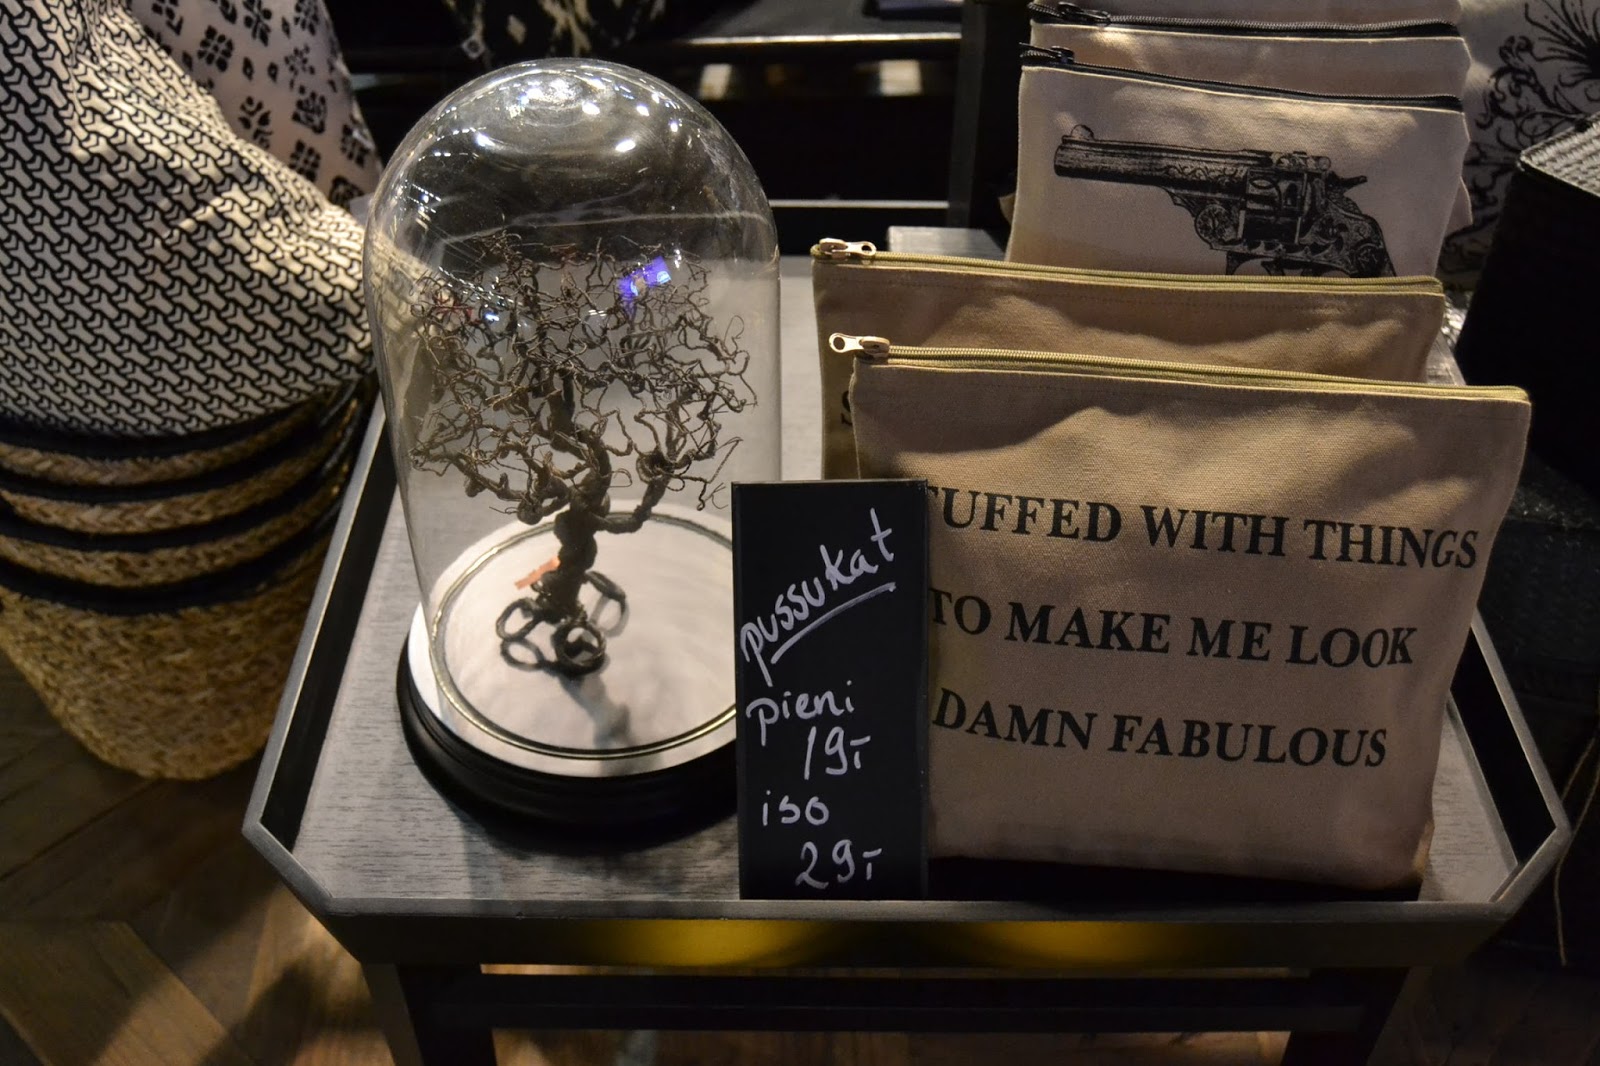 pussukat
pieni
19,-
iso
29,-
TUFFED WITH THINGS
TO MAKE ME LOOK
DAMN FABULOUS
S